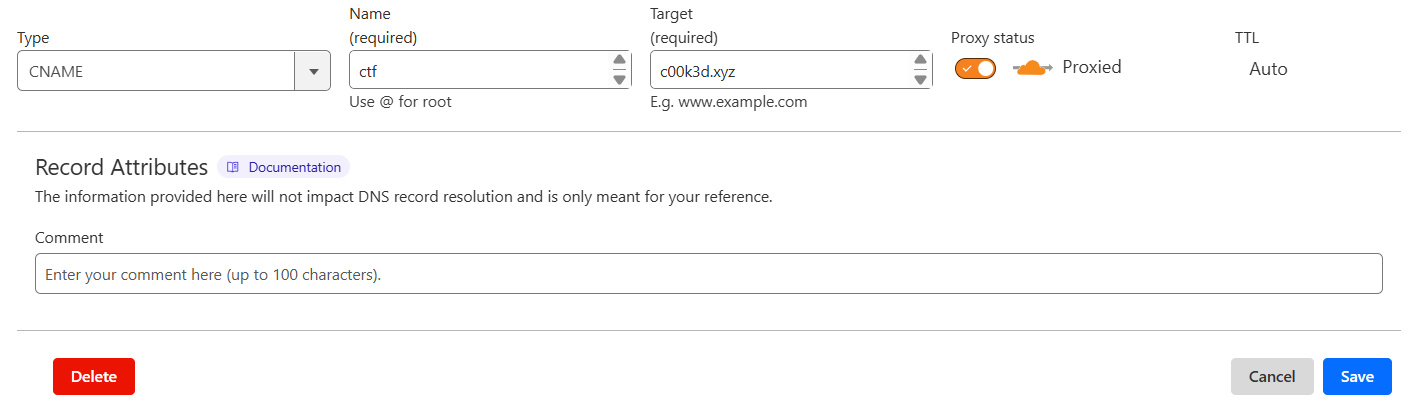 Type
Name
(required)
Target
(required)
Proxy status
TTL
CNAME
ctf
c00k3d.xyz
Proxied
Auto
Use @ for root
E.g. www.example.com
Record Attributes
Documentation
The information provided here will not impact DNS record resolution and is only meant for your reference.
Comment
Enter your comment here (up to 100 characters).
Delete
Cancel
Save